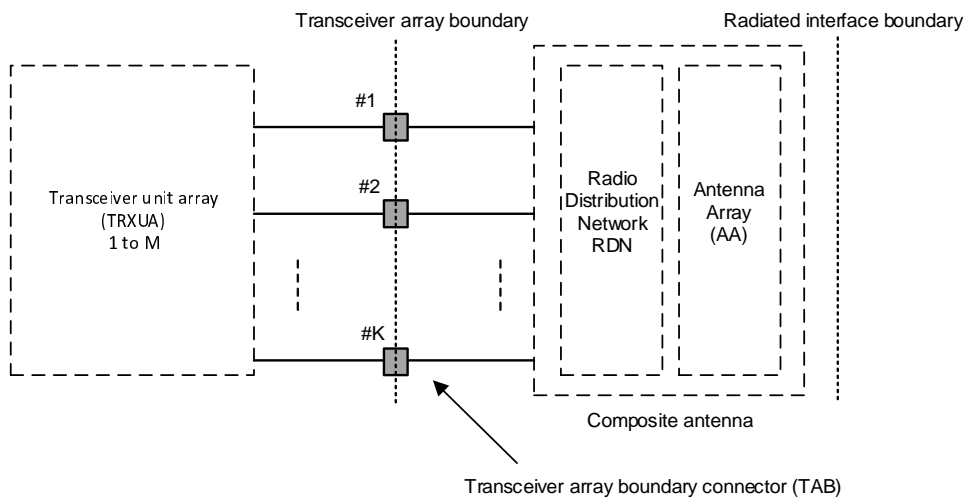 Transceiver array boundary
Radiated interface boundary
#1
#2
#K
Transceiver unit array
(TRXUA)
1 to M
Radio
Distribution
Network
RDN
Antenna
Array
(AA)
Composite antenna
Transceiver array boundary connector (TAB)